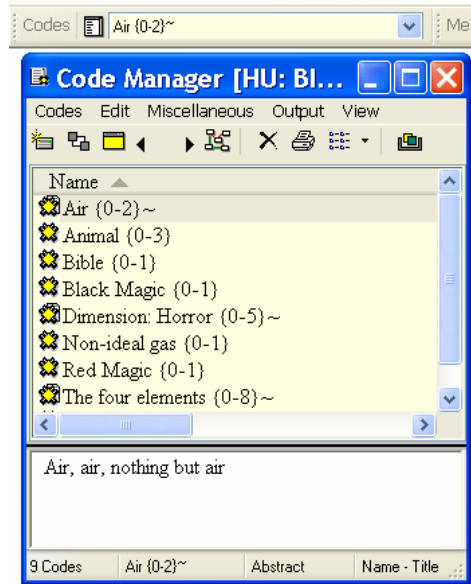 Codes Air {0-2}~ Me
Code Manager [HU: BI...
Codes Edit Miscellaneous Output View
Name
Air {0-2}~
Animal {0-3}
Bible {0-1}
Black Magic {0-1}
Dimension: Horror {0-5}~
Non-ideal gas {0-1}
Red Magic {0-1}
The four elements {0-8}~
Air, air, nothing but air
9 Codes Air {0-2}~ Abstract Name - Title